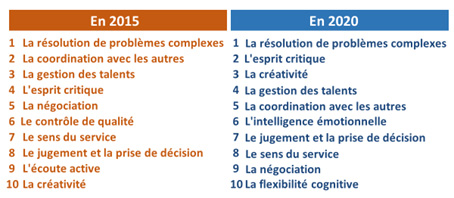 En 2015
1 La résolution de problèmes complexes
2 La coordination avec les autres
3 La gestion des talents
4 L'esprit critique
5 La négociation
6 Le contrôle de qualité
7 Le sens du service
8 Le jugement et la prise de décision
9 L'écoute active
10 La créativité
En 2020
1 La résolution de problèmes complexes
2 L'esprit critique
3 La créativité
4 La gestion des talents
5 La coordination avec les autres
6 L'intelligence émotionnelle
7 Le jugement et la prise de décision
8 Le sens du service
9 La négociation
10 La flexibilité cognitive